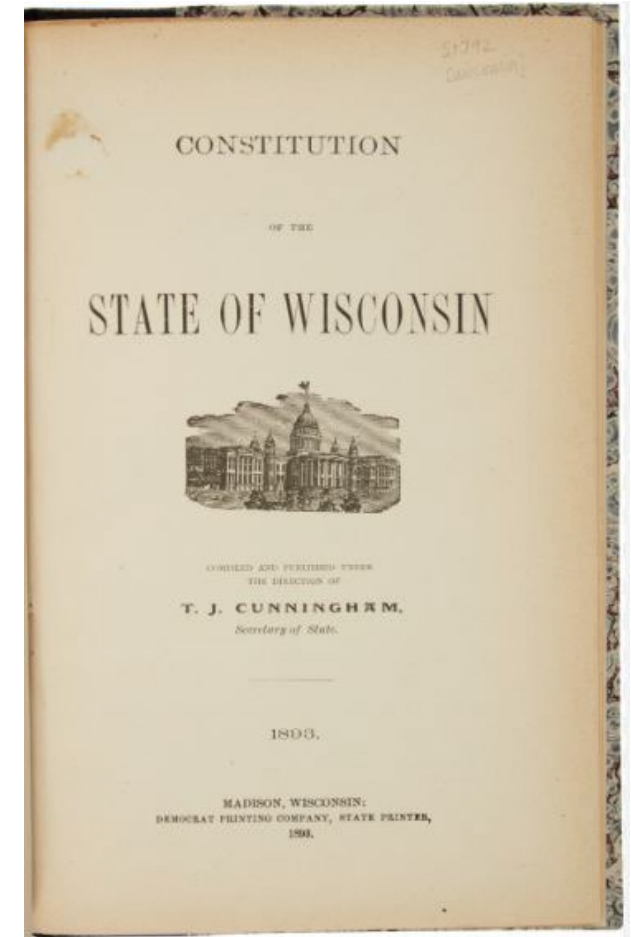 51792
CONSTITUTION
OF THE
STATE OF WISCONSIN
COMPILED AND PUBLISHED UNDER
THE DIRECTION OF
T. J. CUNNINGHAM,
Secretary of State.
1893.
MADISON, WISCONSIN:
DEMOCRAT PRINTING COMPANY, STATE PRINTER,
1893.